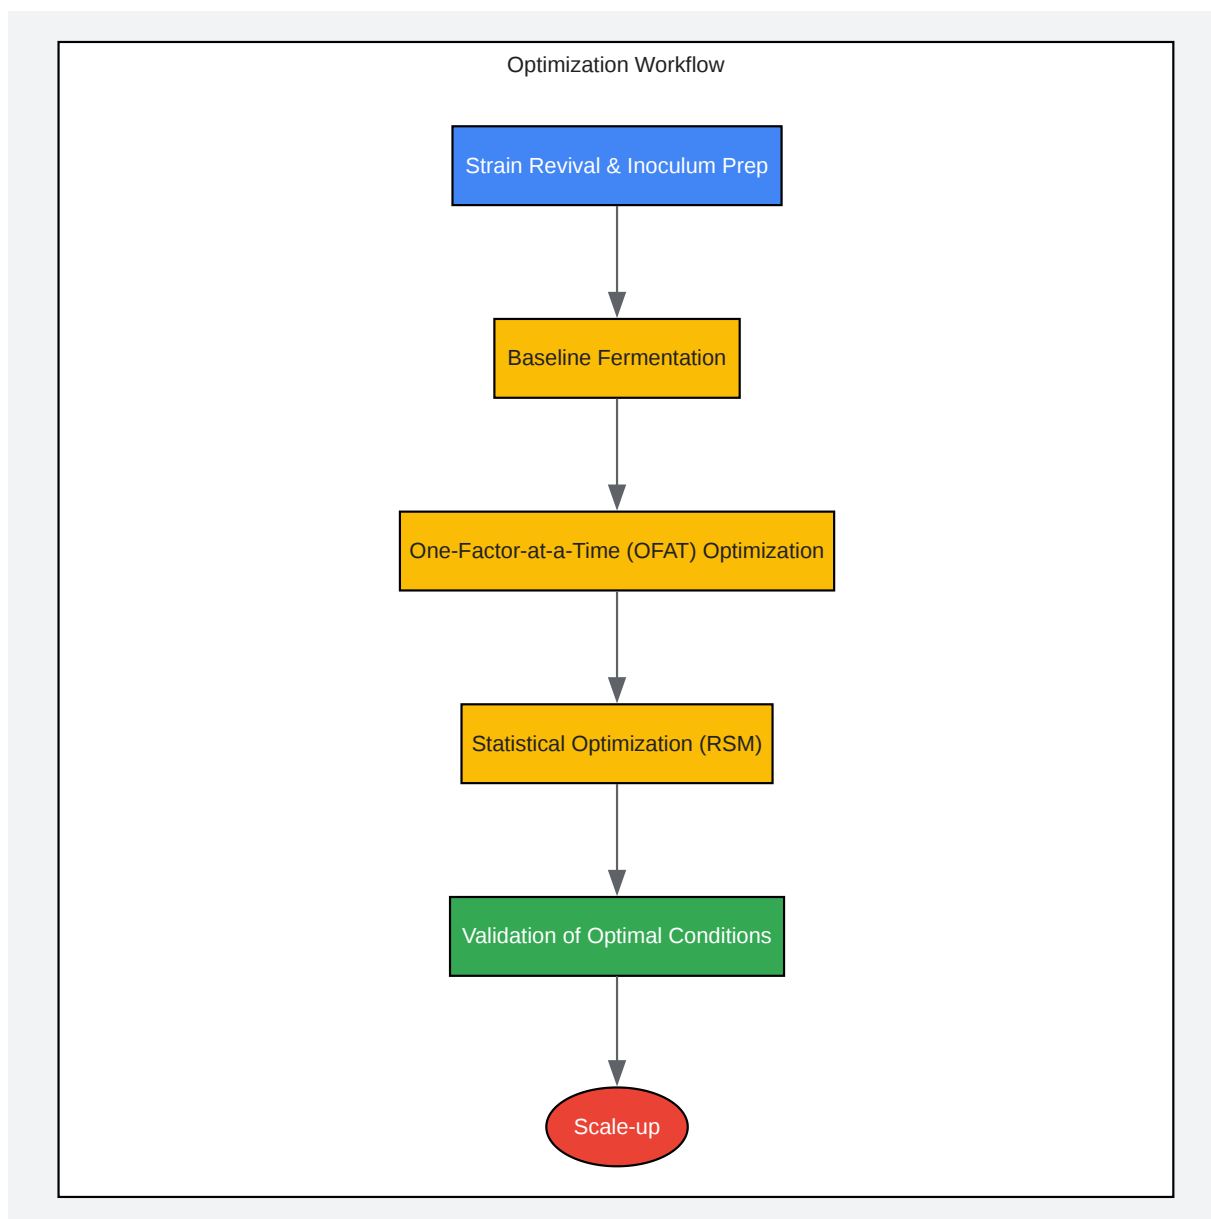 Optimization Workflow
Strain Revival & Inoculum Prep
Baseline Fermentation
One-Factor-at-a-Time (OFAT) Optimization
Statistical Optimization (RSM)
Validation of Optimal Conditions
Scale-up